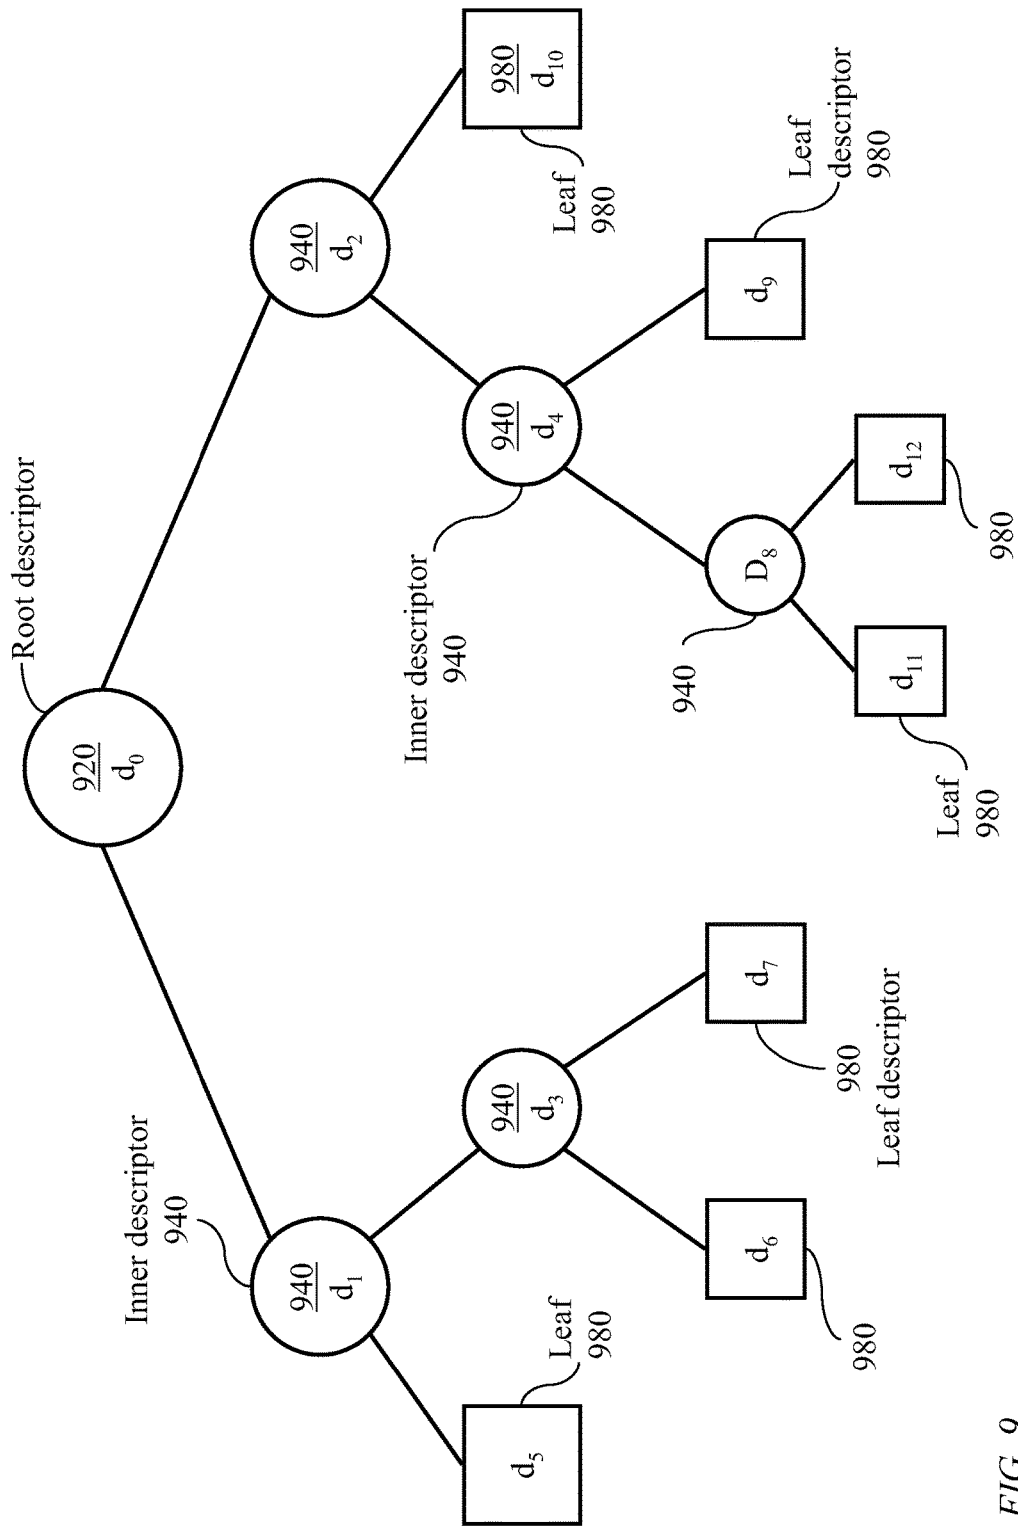 Root descriptor
920
d0
Inner descriptor
940
940
d1
940
d2
d5
Leaf
980
940
d3
Inner descriptor
940
940
d4
980
d10
Leaf
980
d6
980
d7
980
Leaf descriptor
D8
940
d9
Leaf
descriptor
980
d11
Leaf
980
d12
980
FIG. 9